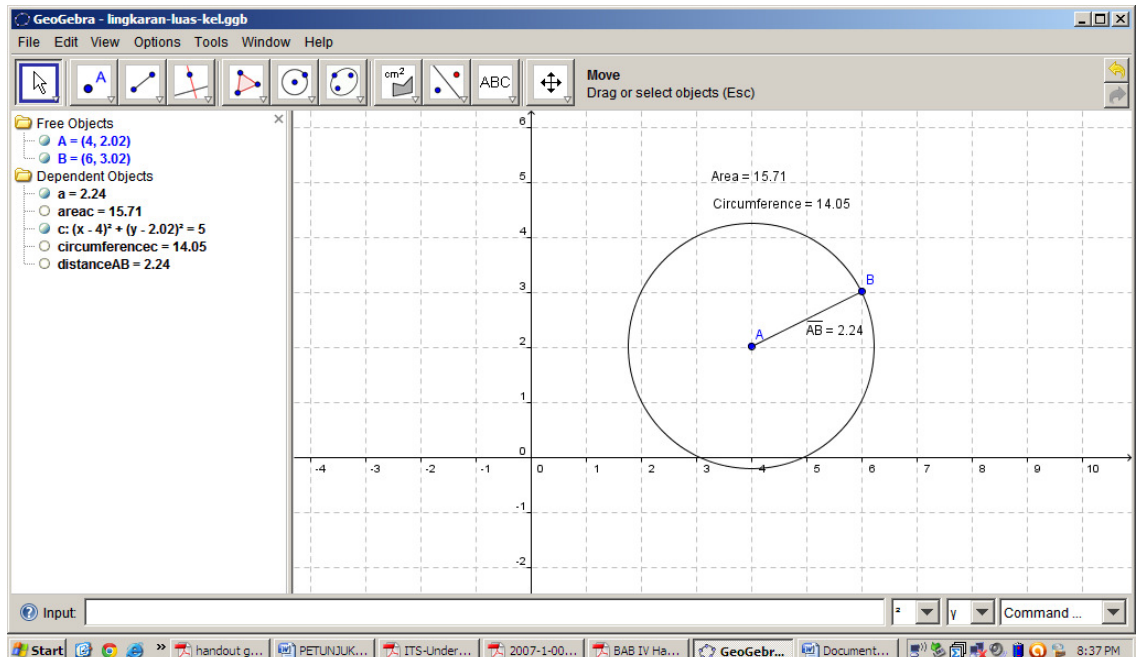 GeoGebra - lingkaran-luas-kel.ggb
File Edit View Options Tools Window Help
A
cm²
ABC
Move
Drag or select objects (Esc)
Free Objects
A = (4, 2.02)
B = (6, 3.02)
Dependent Objects
a = 2.24
areac = 15.71
c: (x - 4)² + (y - 2.02)² = 5
circumferencec = 14.05
distanceAB = 2.24
6
5
4
3
2
1
0
-1
-2
-4 -3 -2 -1 0 1 2 3 4 5 6 7 8 9 10
Area = 15.71
Circumference = 14.05
B
A
AB = 2.24
Input:
² y Command ...
Start » handout g... PETUNJUK... ITS-Under... 2007-1-00... BAB IV Ha... GeoGebr... Document... 8:37 PM